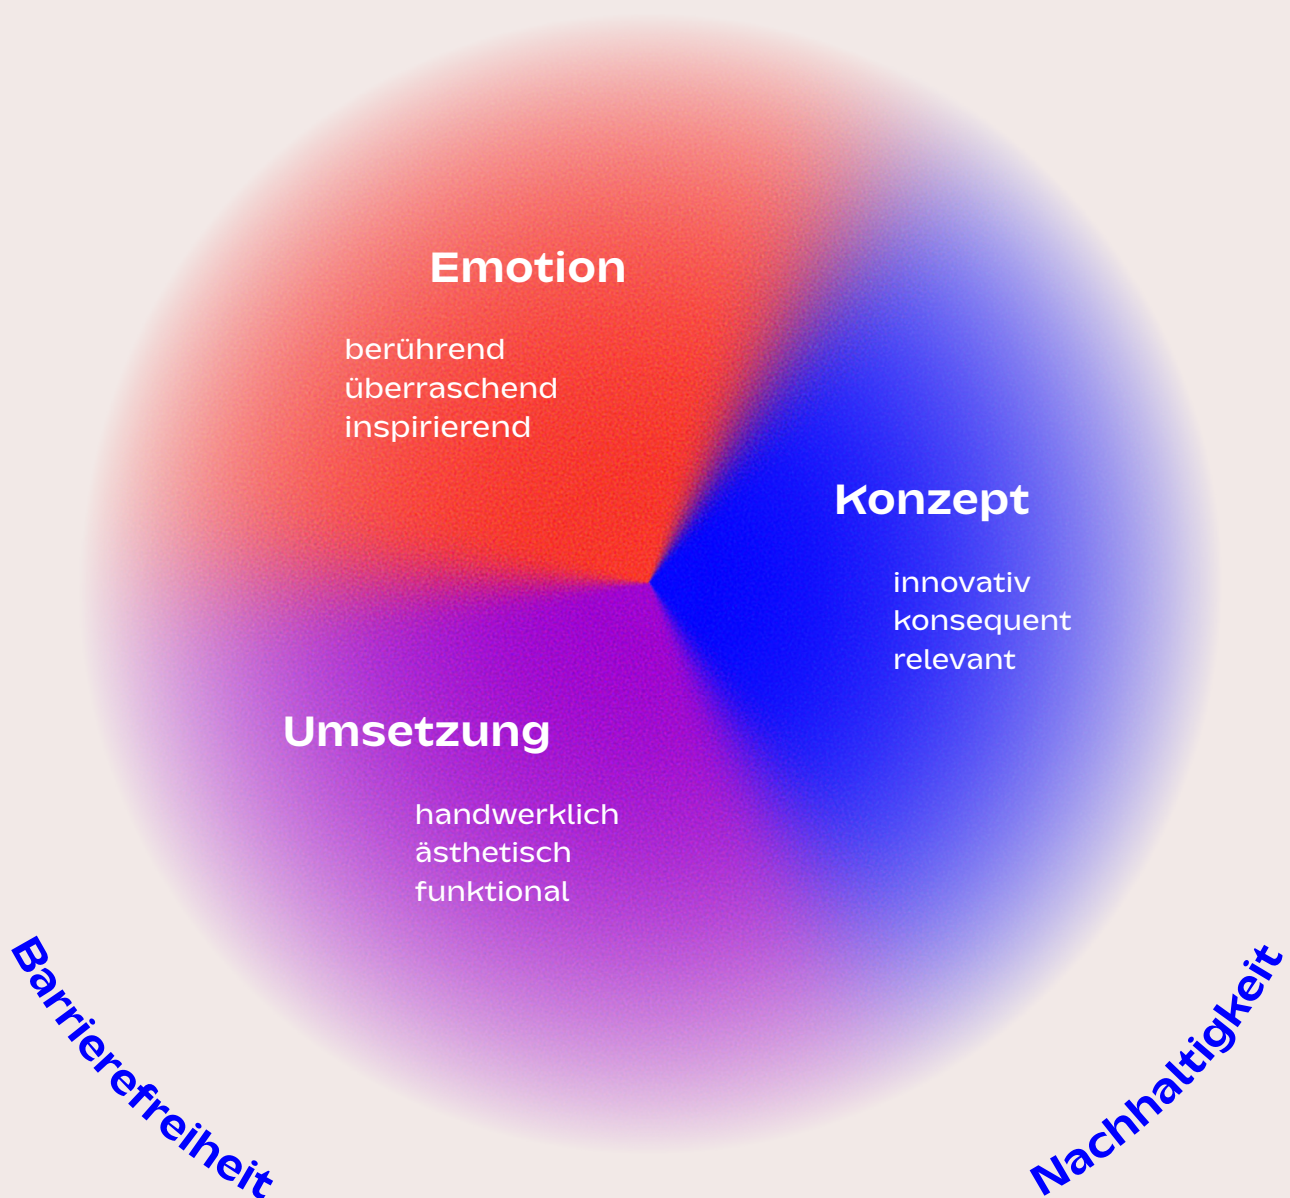 Emotion
berührend
überraschend
inspirierend
Konzept
innovativ
konsequent
relevant
Umsetzung
handwerklich
ästhetisch
funktional
Barrierefreiheit
Nachhaltigkeit